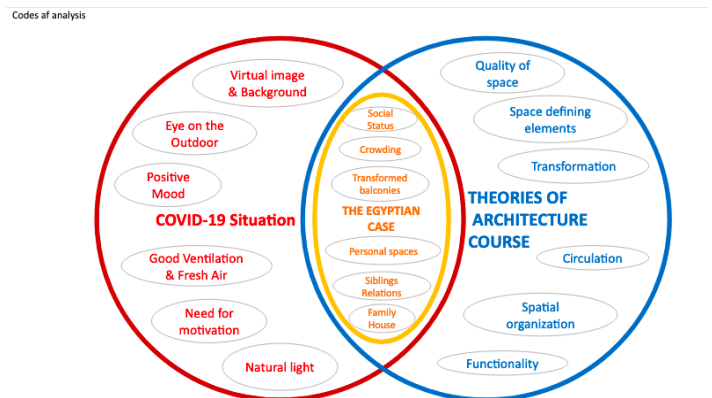 Codes af analysis
Virtual image
& Background
Eye on the
Outdoor
Positive
Mood
COVID-19 Situation
Good Ventilation
& Fresh Air
Need for
motivation
Natural light
Social
Status
Crowding
Transformed
balconies
THE EGYPTIAN
CASE
Personal spaces
Siblings
Relations
Family
House
Quality of
space
Space defining
elements
Transformation
THEORIES OF
ARCHITECTURE
COURSE
Circulation
Spatial
organization
Functionality